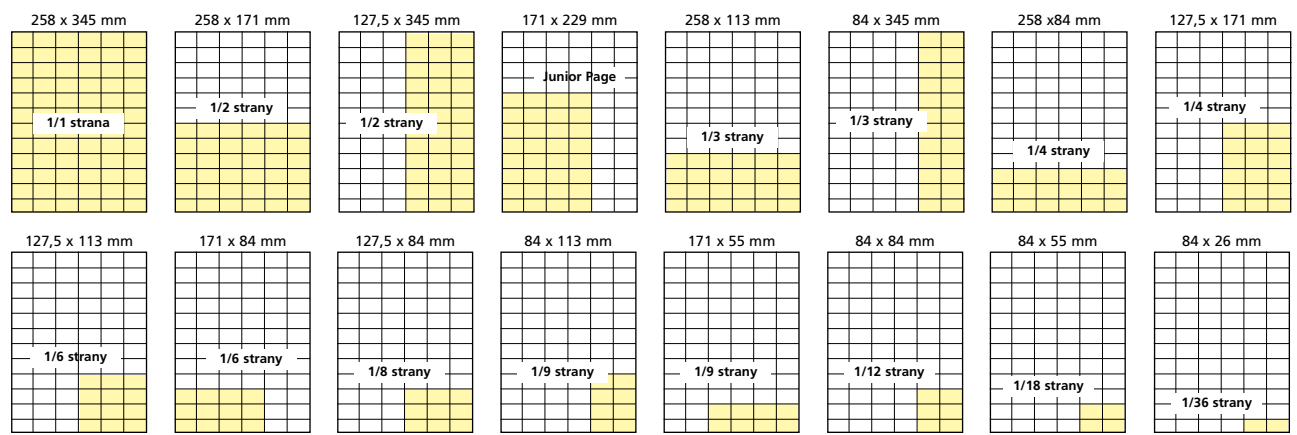 258 x 345 mm
258 x 171 mm
127,5 x 345 mm
171 x 229 mm
258 x 113 mm
84 x 345 mm
258 x84 mm
127,5 x 171 mm
1/1 strana
1/2 strany
1/2 strany
Junior Page
1/3 strany
1/3 strany
1/4 strany
1/4 strany
127,5 x 113 mm
171 x 84 mm
127,5 x 84 mm
84 x 113 mm
171 x 55 mm
84 x 84 mm
84 x 55 mm
84 x 26 mm
1/6 strany
1/6 strany
1/8 strany
1/9 strany
1/9 strany
1/12 strany
1/18 strany
1/36 strany